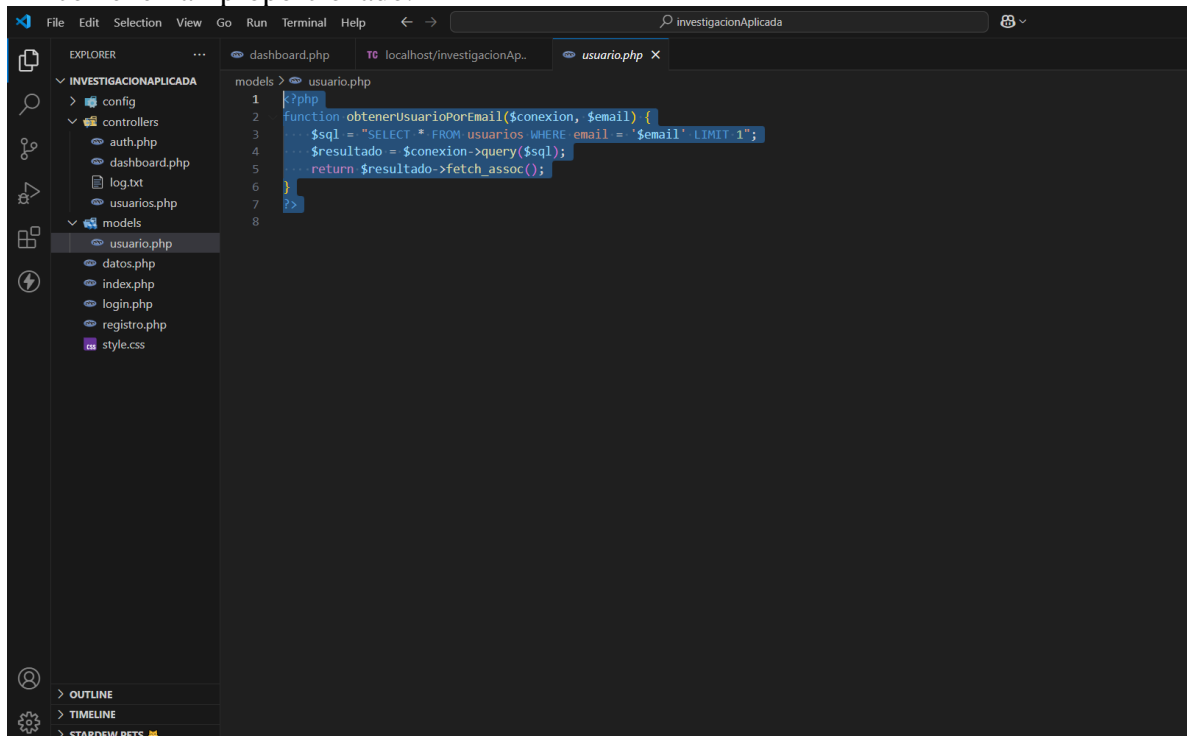 File Edit Selection View Go Run Terminal Help
investigacionAplicada
EXPLORER
dashboard.php
TC localhost/investigacionAp..
usuario.php
INVESTIGACIONAPLICADA
config
controllers
auth.php
dashboard.php
log.txt
usuarios.php
models
usuario.php
datos.php
index.php
login.php
registro.php
css style.css
OUTLINE
TIMELINE
STARDEW PETS
models > usuario.php
1 <?php
2 function obtenerUsuarioPorEmail($conexion, $email) {
3 ····$sql = "SELECT * FROM usuarios WHERE email = '$email' LIMIT 1";
4 ····$resultado = $conexion->query($sql);
5 ····return $resultado->fetch_assoc();
6 }
7 ?>
8